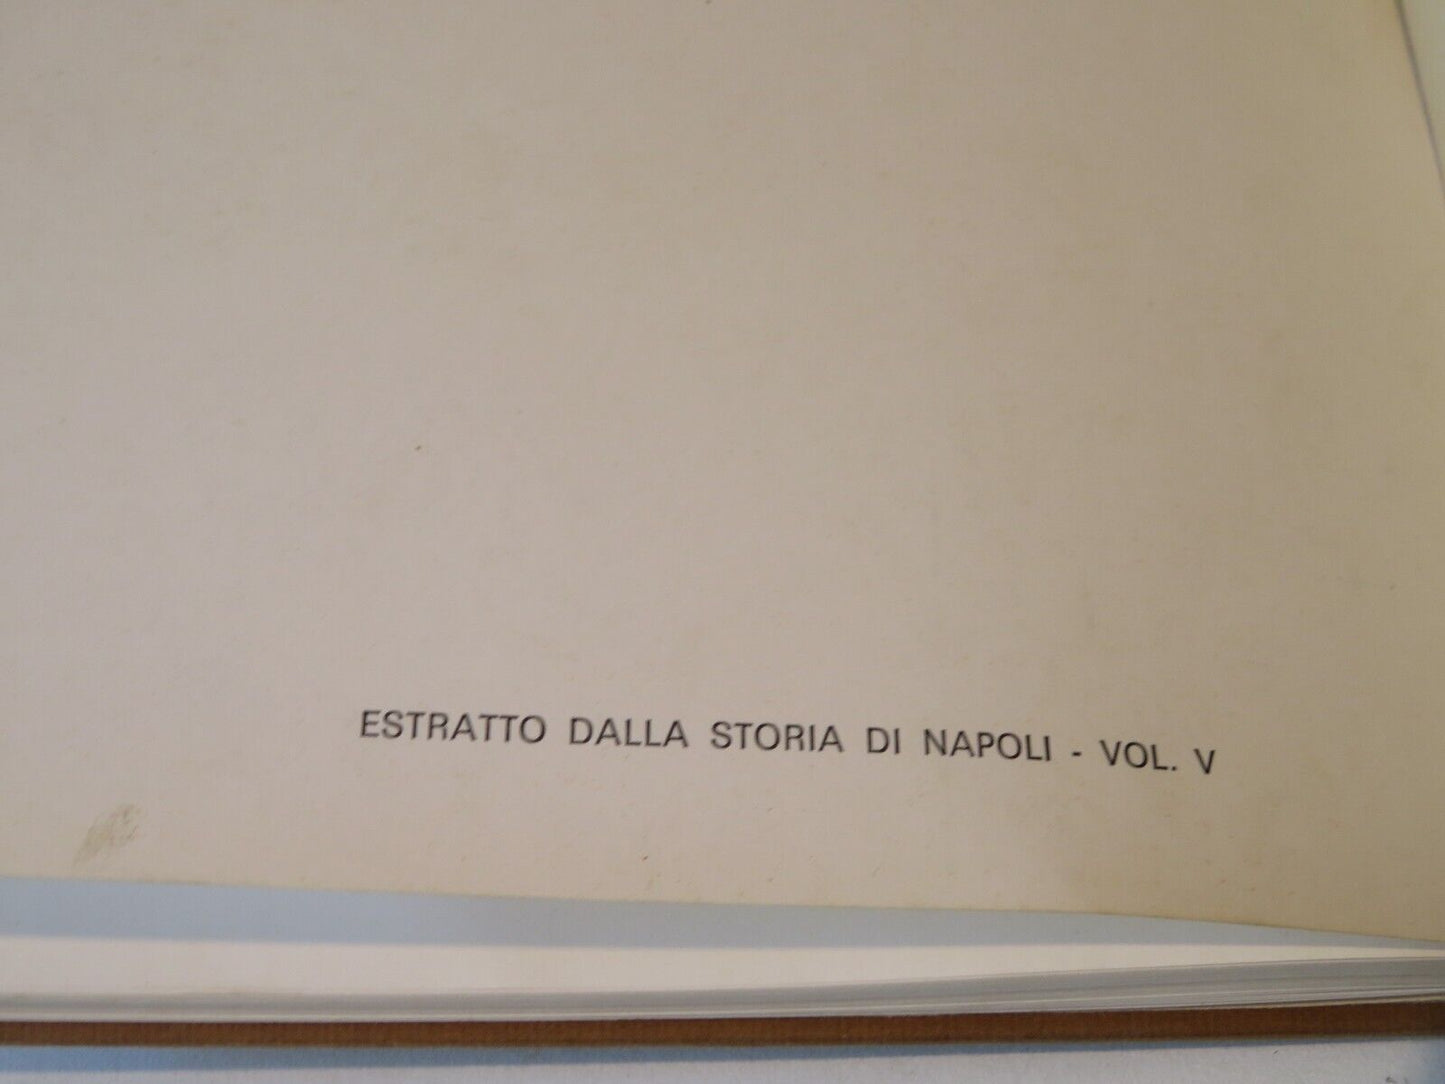 ESTRATTO DALLA STORIA DI NAPOLI - VOL. V